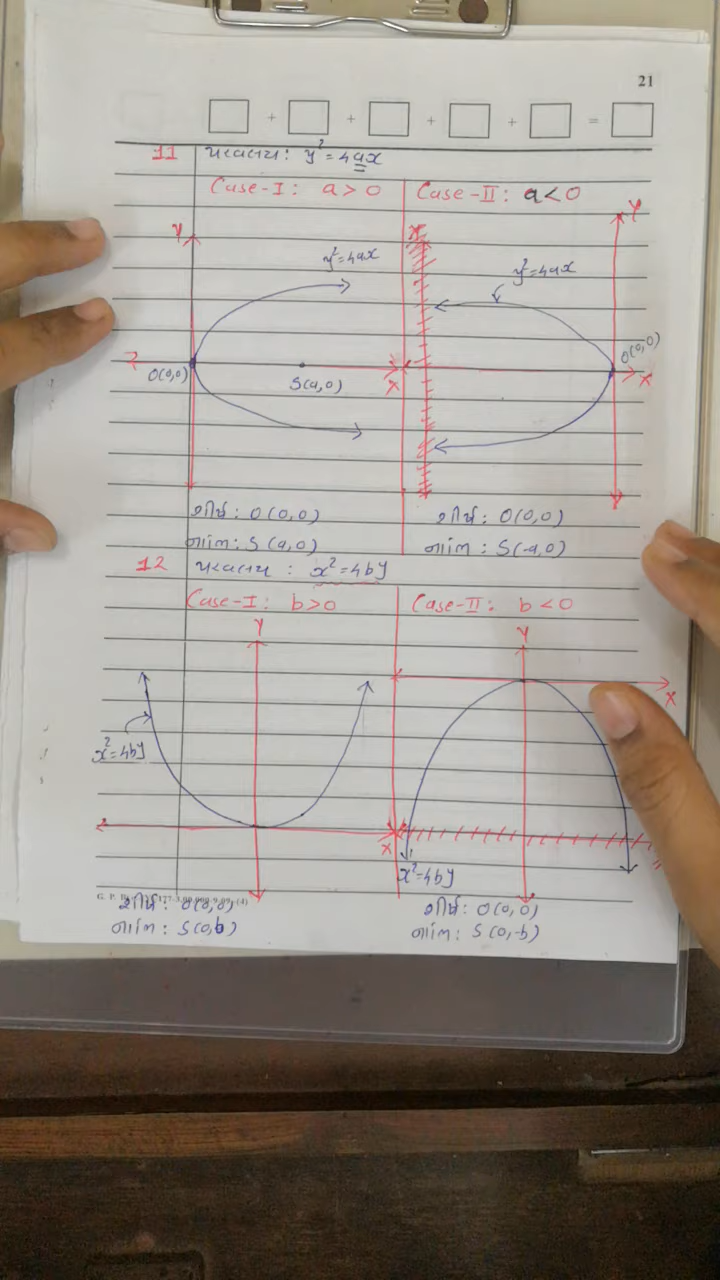 21
+ + + + =
11 પરવલય: y² = 4ax
Case-I: a > 0
Case-II: a < 0
Y
y² = 4ax
O(0,0)
S(a,0)
X
Y
X
y² = 4ax
O(0,0)
X
Y
શીર્ષ: O(0,0)
નાભિ: S(a,0)
શીર્ષ: O(0,0)
નાભિ: S(-a,0)
12 પરવલય : x² = 4by
Case-I: b > 0
Case-II: b < 0
Y
x² = 4by
X
Y
X
x² = 4by
શીર્ષ: O(0,0)
નાભિ: S(0,b)
શીર્ષ: O(0,0)
નાભિ: S(0,-b)